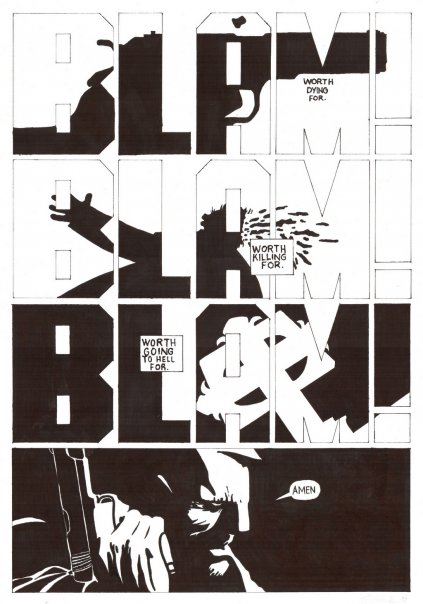 BLAM!
WORTH
DYING
FOR.
BLAM!
WORTH
KILLING
FOR.
BLAM!
WORTH
GOING
TO HELL
FOR.
AMEN